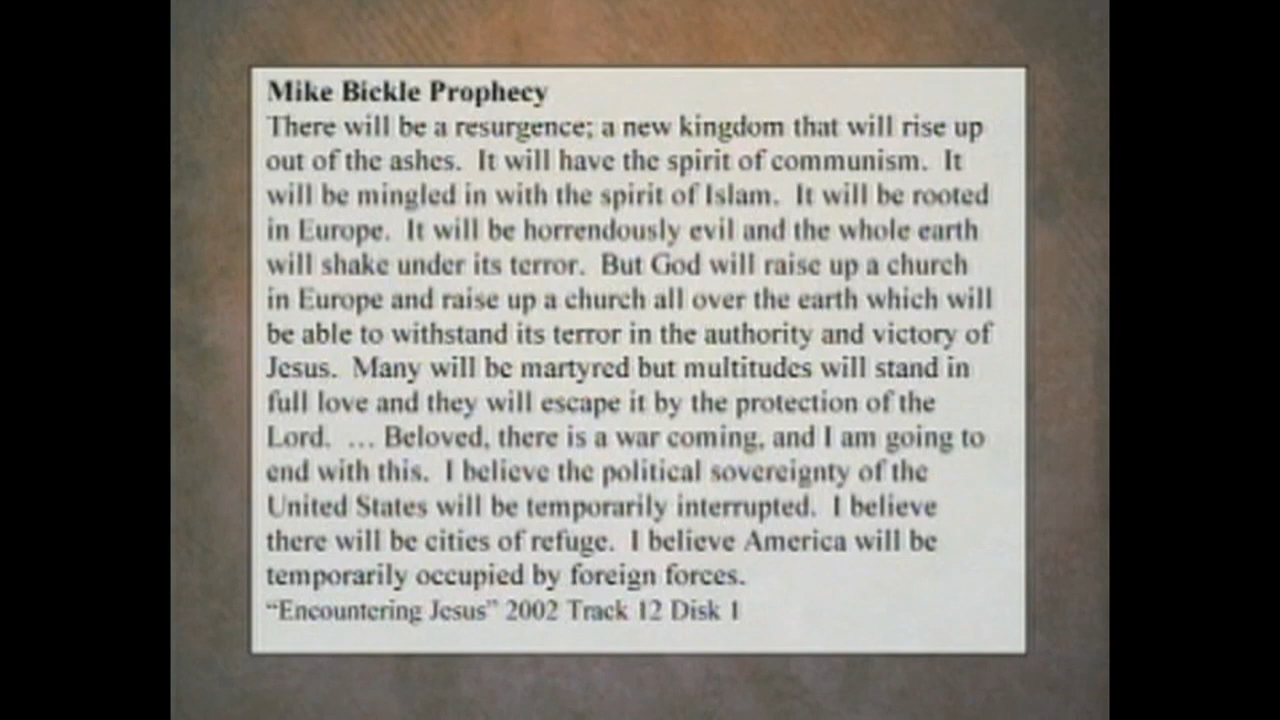 Mike Bickle Prophecy
There will be a resurgence; a new kingdom that will rise up
out of the ashes.  It will have the spirit of communism.  It
will be mingled in with the spirit of Islam.  It will be rooted
in Europe.  It will be horrendously evil and the whole earth
will shake under its terror.  But God will raise up a church
in Europe and raise up a church all over the earth which will
be able to withstand its terror in the authority and victory of
Jesus.  Many will be martyred but multitudes will stand in
full love and they will escape it by the protection of the
Lord.  … Beloved, there is a war coming, and I am going to
end with this.  I believe the political sovereignty of the
United States will be temporarily interrupted.  I believe
there will be cities of refuge.  I believe America will be
temporarily occupied by foreign forces.
“Encountering Jesus” 2002 Track 12 Disk 1